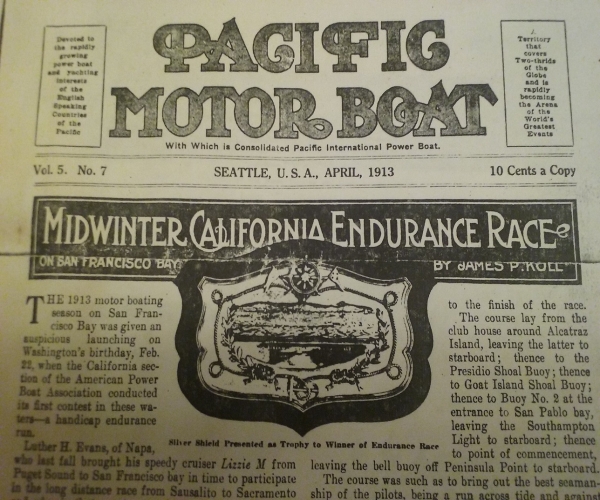 Devoted to
the rapidly
growing
power boat
and yachting
interests
of the
English
Speaking
Countries
of the
Pacific
PACIFIC
MOTOR BOAT
With Which is Consolidated Pacific International Power Boat.
Territory
that
covers
Two-thrids
of the
Globe
and is
rapidly
becoming
the Arena
of the
World's
Greatest
Events
Vol. 5. No. 7
SEATTLE, U. S. A., APRIL, 1913
10 Cents a Copy
MIDWINTER CALIFORNIA ENDURANCE RACE
ON SAN FRANCISCO BAY
BY JAMES P.
THE 1913 motor boating
season on San Fran-
cisco Bay was given an
auspicious launching on
Washington's birthday, Feb.
22, when the California sec-
tion of the American Power
Boat Association conducted
its first contest in these wa-
ters—a handicap endurance
run.
Luther H. Evans, of Napa,
who last fall brought his speedy cruiser Lizzie M from
Puget Sound to San Francisco bay in time to participate
in the long distance race from Sausalito to Sacramento
Silver Shield Presented as Trophy to Winner of Endurance Race
to the finish of the race.
The course lay from the
club house around Alcatraz
Island, leaving the latter to
starboard; thence to the
Presidio Shoal Buoy; thence
to Goat Island Shoal Buoy;
thence to Buoy No. 2 at the
entrance to San Pablo bay,
leaving the Southampton
Light to starboard; thence
to point of commencement,
leaving the bell buoy off Peninsula Point to starboard.
The course was such as to bring out the best seaman-
ship of the pilots, being a run across tide and against